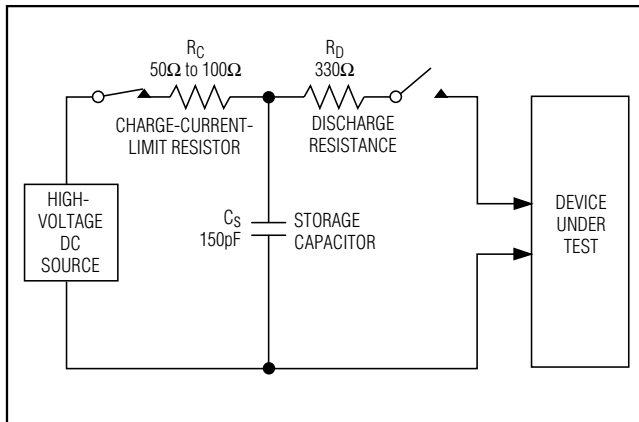 R_C
50Ω to 100Ω
CHARGE-CURRENT-
LIMIT RESISTOR
R_D
330Ω
DISCHARGE
RESISTANCE
HIGH-
VOLTAGE
DC
SOURCE
C_S
150pF
STORAGE
CAPACITOR
DEVICE
UNDER
TEST